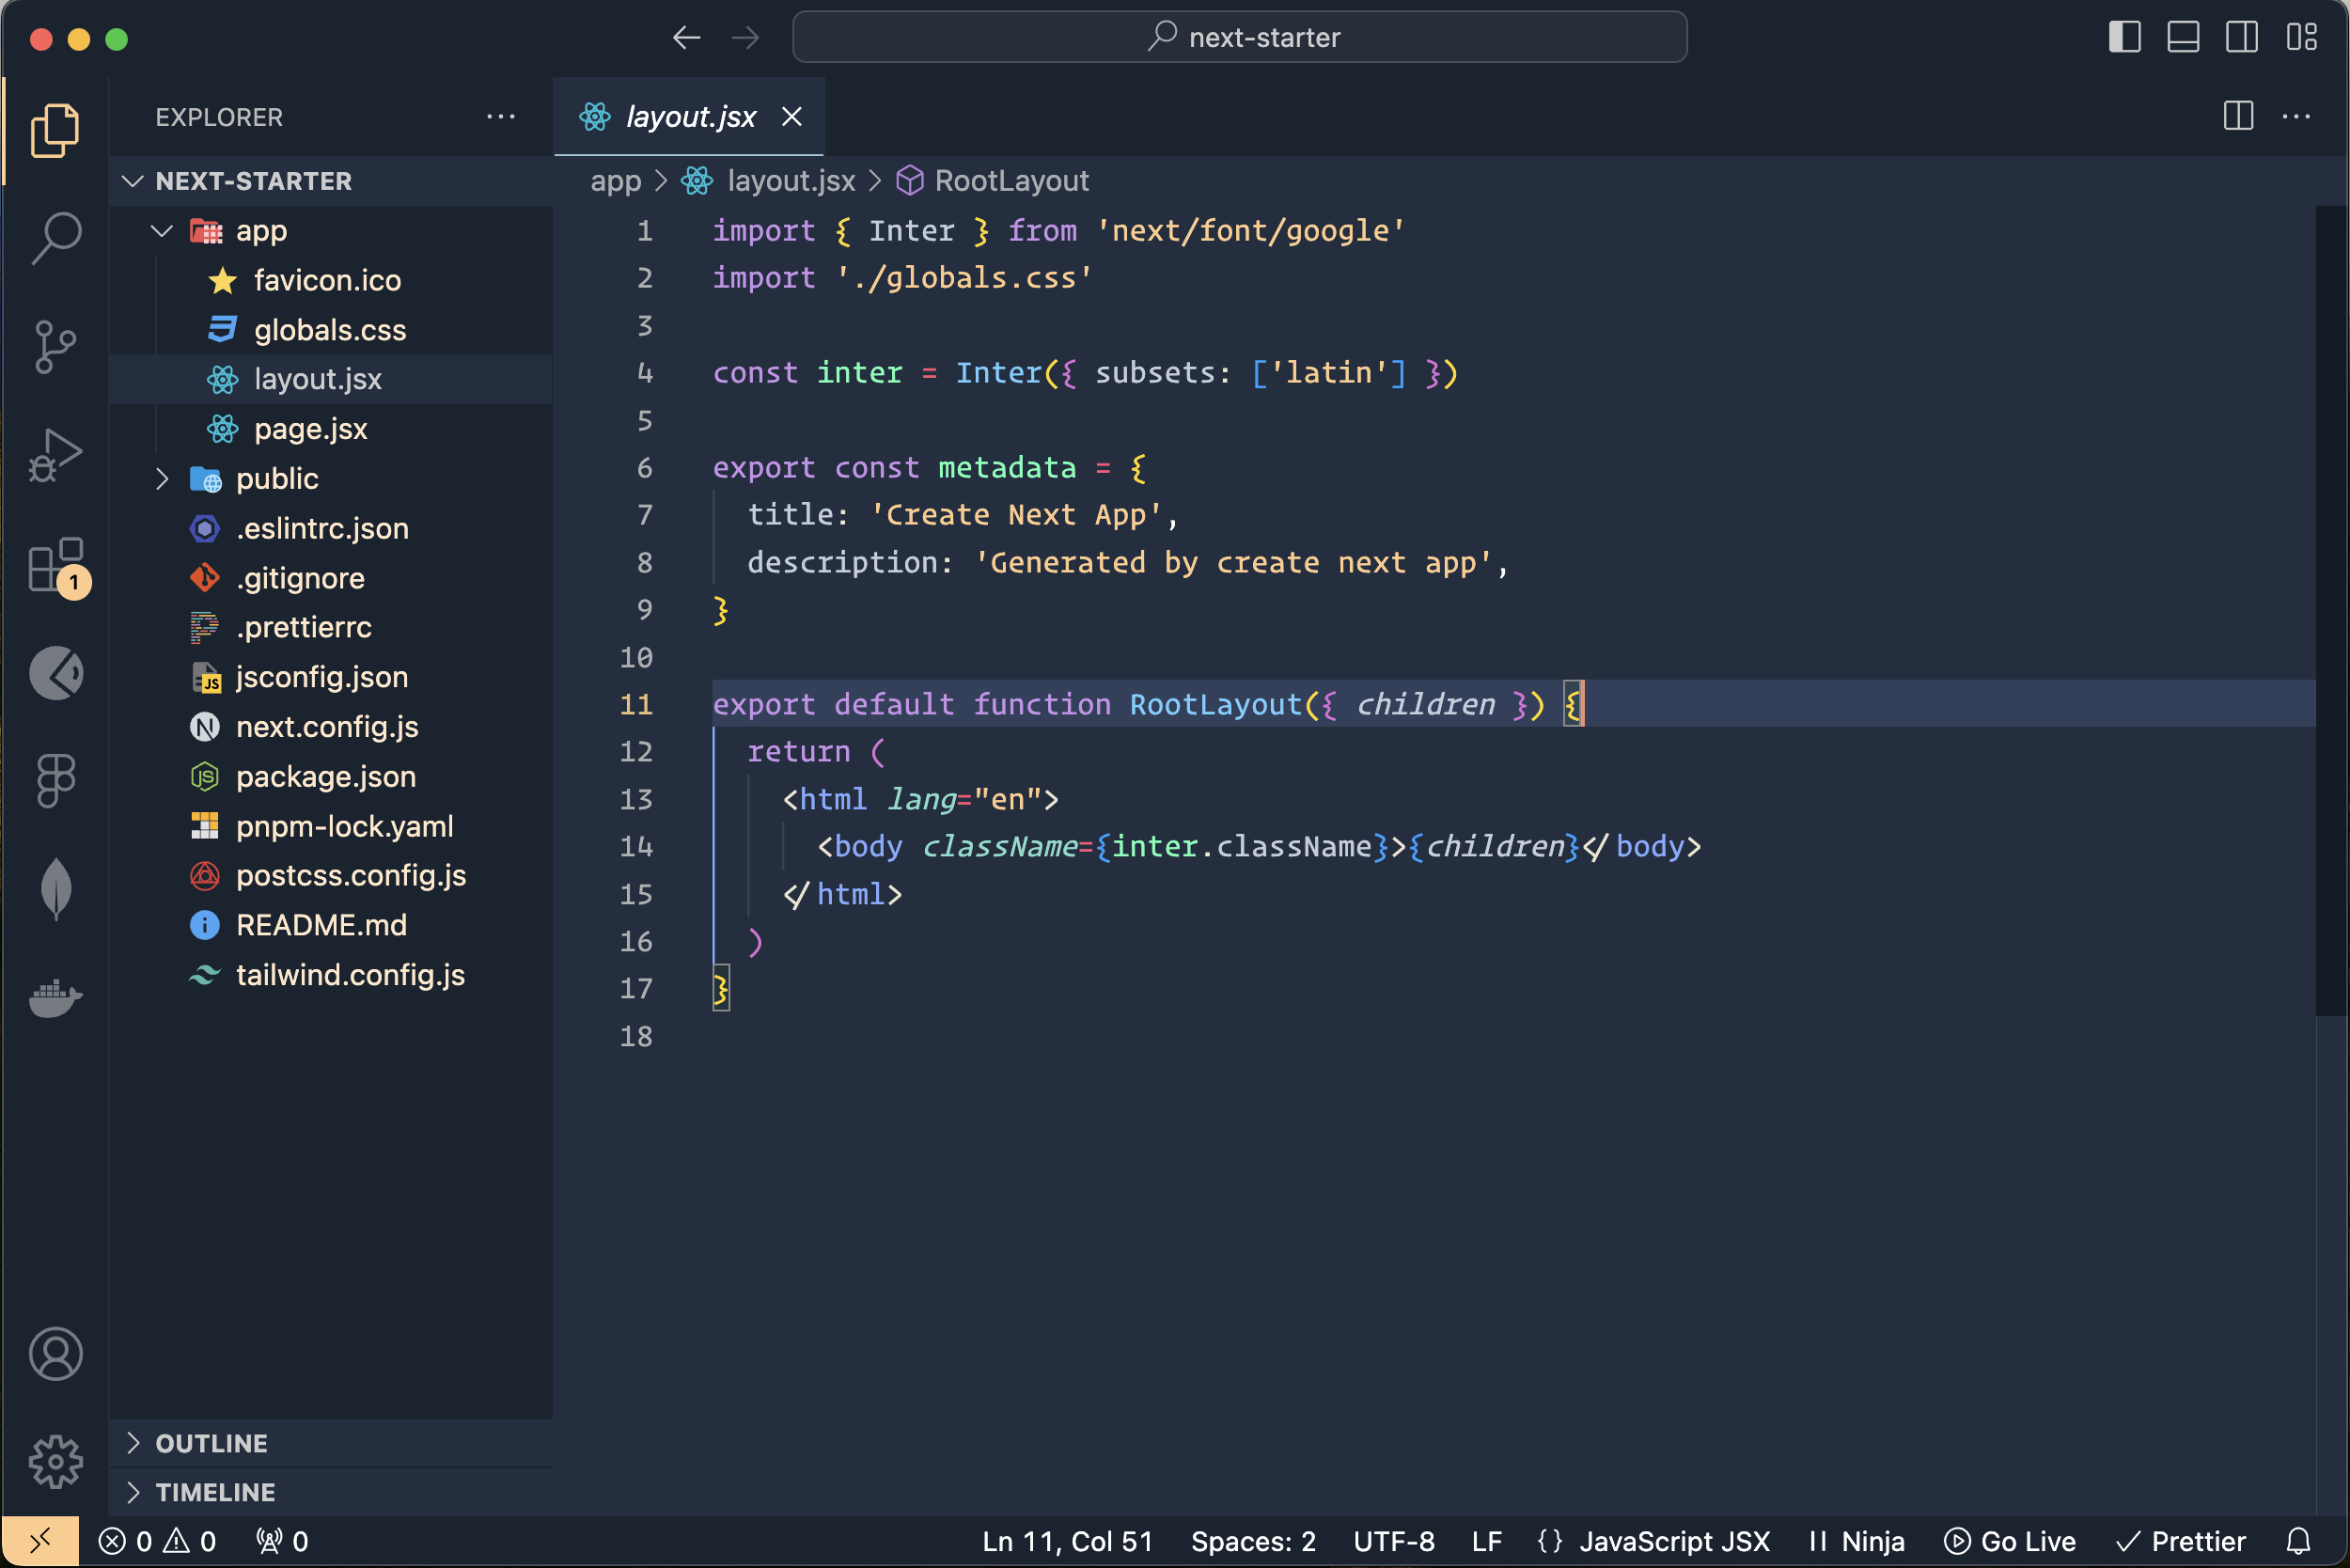 next-starter
EXPLORER
layout.jsx
NEXT-STARTER
app
favicon.ico
globals.css
layout.jsx
page.jsx
public
.eslintrc.json
.gitignore
.prettierrc
jsconfig.json
next.config.js
package.json
pnpm-lock.yaml
postcss.config.js
README.md
tailwind.config.js
OUTLINE
TIMELINE
1
app > layout.jsx > RootLayout
1 import { Inter } from 'next/font/google'
2 import './globals.css'
3
4 const inter = Inter({ subsets: ['latin'] })
5
6 export const metadata = {
7   title: 'Create Next App',
8   description: 'Generated by create next app',
9 }
10
11 export default function RootLayout({ children }) {
12   return (
13     <html lang="en">
14       <body className={inter.className}>{children}</body>
15     </html>
16   )
17 }
18
0 0 0 Ln 11, Col 51 Spaces: 2 UTF-8 LF {} JavaScript JSX Ninja Go Live Prettier